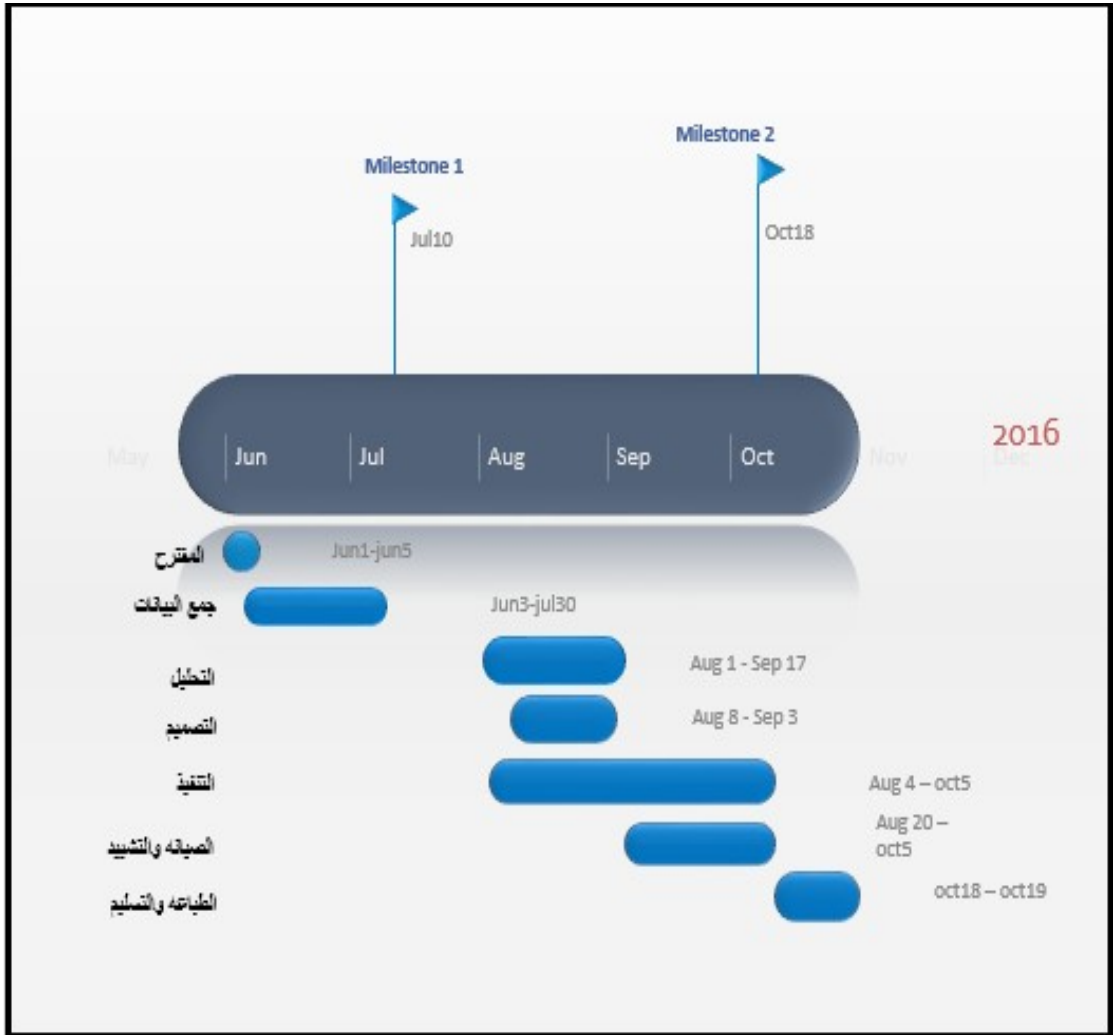 Milestone 2
Milestone 1
Oct18
Jul10
2016
May Jun Jul Aug Sep Oct Nov Dec
المقترح Jun1-jun5
جمع البيانات Jun3-jul30
التحليل Aug 1 - Sep 17
التصميم Aug 8 - Sep 3
التنفيذ Aug 4 – oct5
الصيانه والتشييد Aug 20 –
oct5
الطباعه والتسليم oct18 – oct19